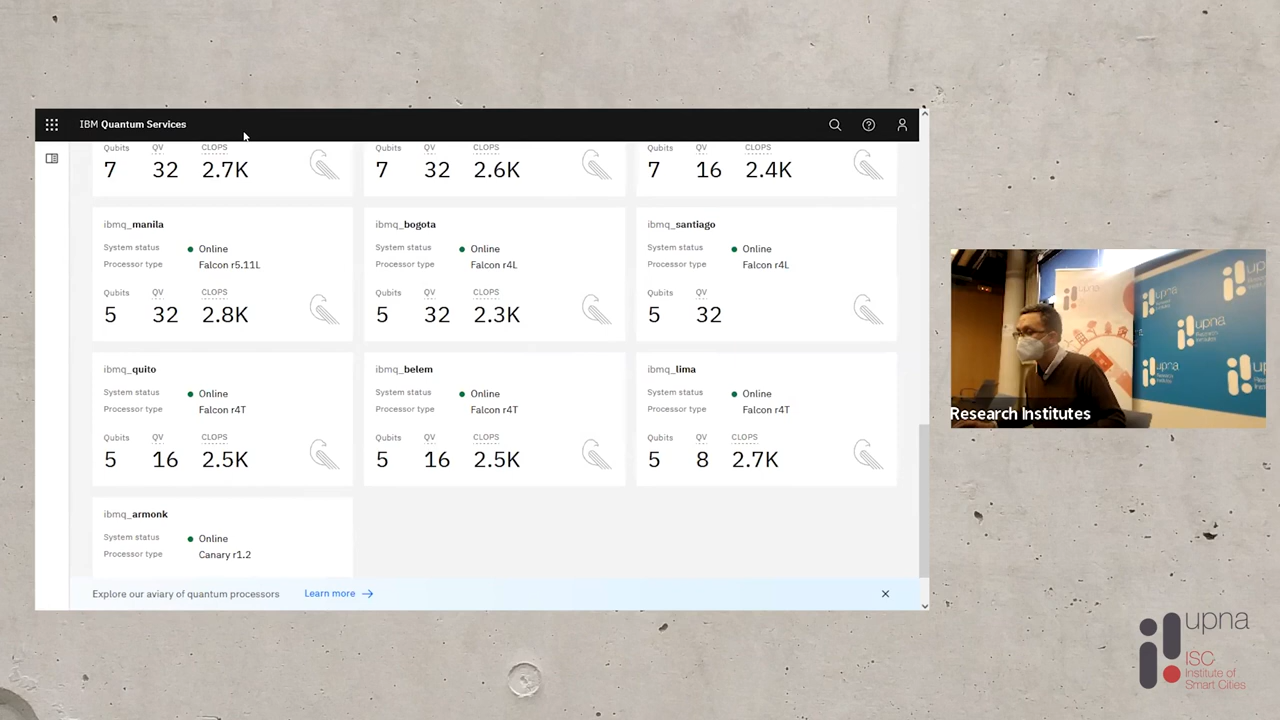 IBM Quantum Services
Qubits QV CLOPS
7 32 2.7K
Qubits QV CLOPS
7 32 2.6K
Qubits QV CLOPS
7 16 2.4K
ibmq_manila
System status Online
Processor type Falcon r5.11L
Qubits QV CLOPS
5 32 2.8K
ibmq_bogota
System status Online
Processor type Falcon r4L
Qubits QV CLOPS
5 32 2.3K
ibmq_santiago
System status Online
Processor type Falcon r4L
Qubits QV
5 32
ibmq_quito
System status Online
Processor type Falcon r4T
Qubits QV CLOPS
5 16 2.5K
ibmq_belem
System status Online
Processor type Falcon r4T
Qubits QV CLOPS
5 16 2.5K
ibmq_lima
System status Online
Processor type Falcon r4T
Qubits QV CLOPS
5 8 2.7K
ibmq_armonk
System status Online
Processor type Canary r1.2
Explore our aviary of quantum processors Learn more
upna
Research Institutes
upna
ISC
Institute of
Smart Cities